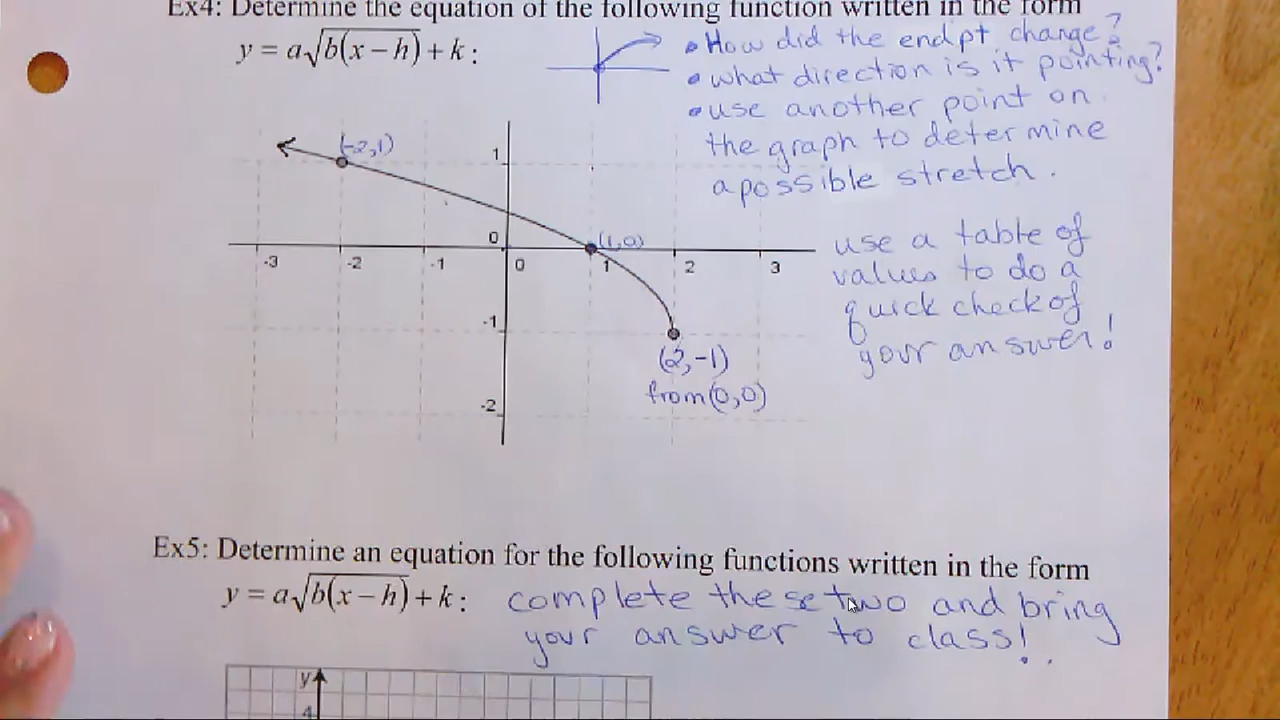 Ex4: Determine the equation of the following function written in the form
y = a√b(x − h) + k :
• How did the endpt change?
• what direction is it pointing?
• use another point on
the graph to determine
a possible stretch.
(-2,1)
1
0
(1,0)
-3 -2 -1 0 1 2 3
-1
(2,-1)
from (0,0)
-2
use a table of
values to do a
quick check of
your answer!
Ex5: Determine an equation for the following functions written in the form
y = a√b(x − h) + k : complete these two and bring
your answer to class!
y
4